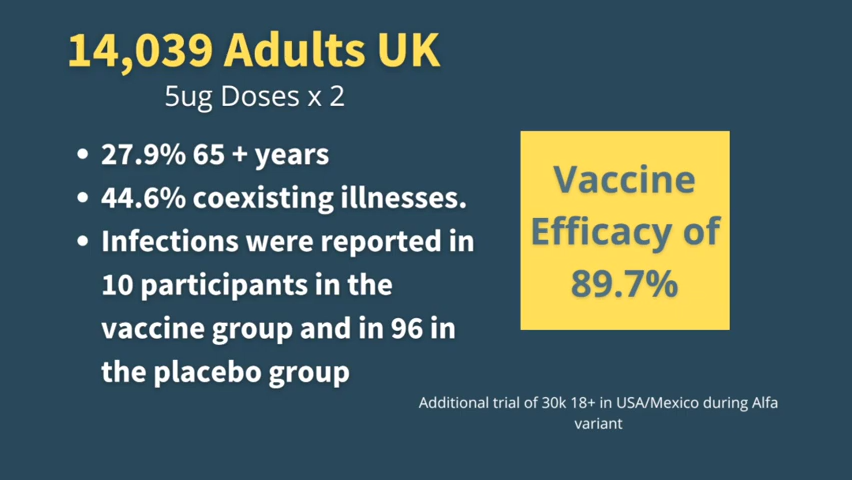 14,039 Adults UK
5ug Doses x 2
• 27.9% 65 + years
• 44.6% coexisting illnesses.
• Infections were reported in
10 participants in the
vaccine group and in 96 in
the placebo group
Vaccine
Efficacy of
89.7%
Additional trial of 30k 18+ in USA/Mexico during Alfa
variant